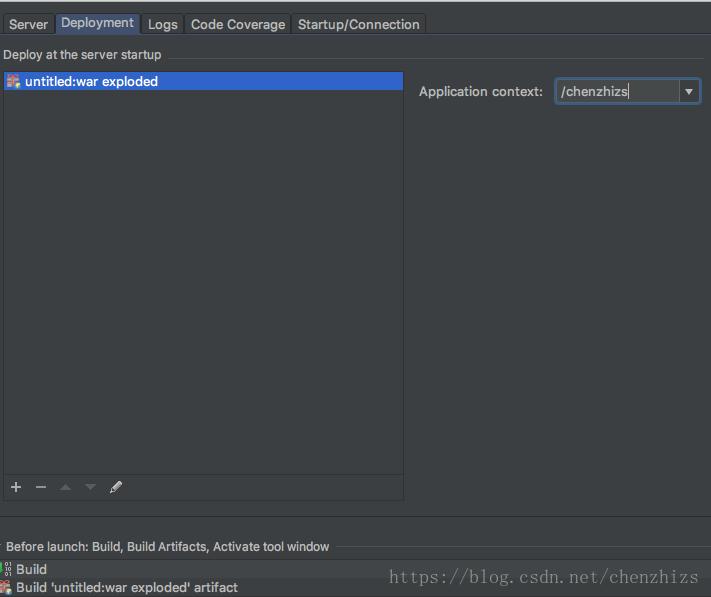 Server Deployment Logs Code Coverage Startup/Connection
Deploy at the server startup
untitled:war exploded
Application context: /chenzhizs
Before launch: Build, Build Artifacts, Activate tool window
Build
Build 'untitled:war exploded' artifact
https://blog.csdn.net/chenzhizs